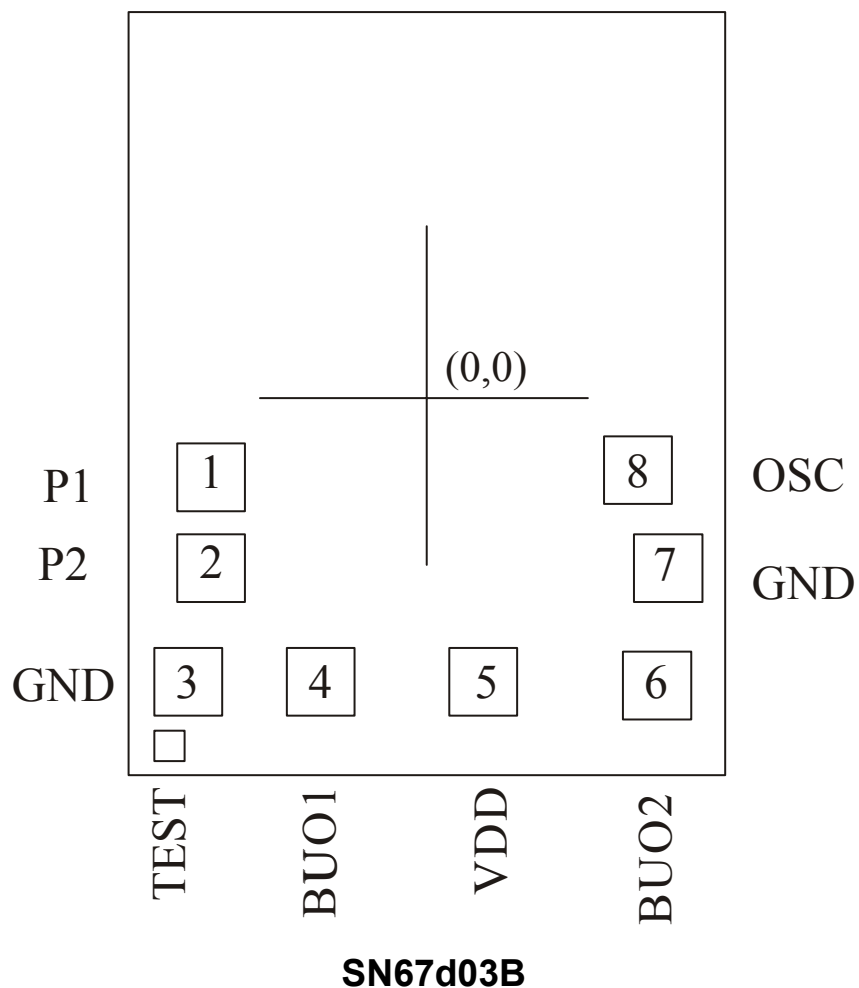 (0,0)
P1 1 8 OSC
P2 2 7 GND
GND 3 4 5 6
TEST BUO1 VDD BUO2
SN67d03B